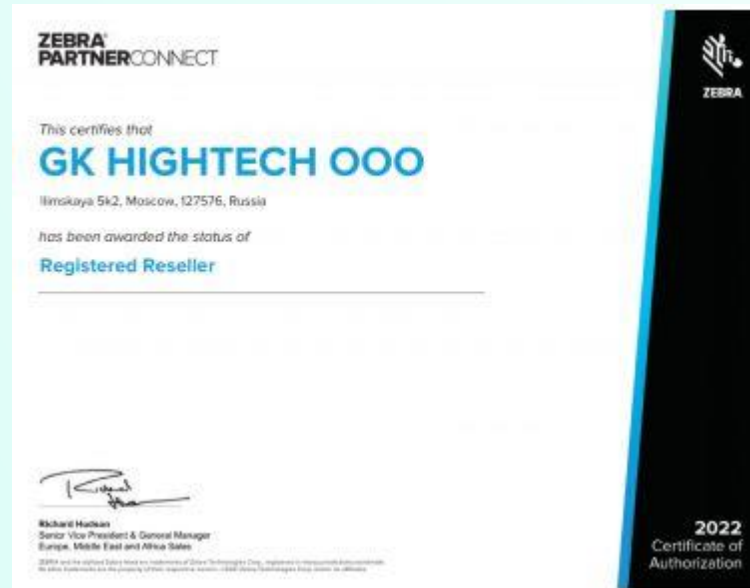 ZEBRA
PARTNERCONNECT
ZEBRA
This certifies that
GK HIGHTECH OOO
Ilimskaya 5k2, Moscow, 127576, Russia
has been awarded the status of
Registered Reseller
Richard Hudson
Senior Vice President & General Manager
Europe, Middle East and Africa Sales
2022
Certificate of
Authorization